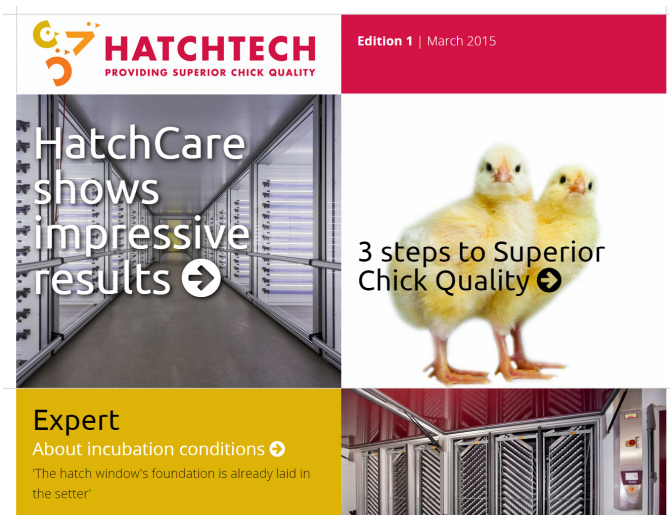 HATCHTECH
PROVIDING SUPERIOR CHICK QUALITY
Edition 1 | March 2015
HatchCare
shows
impressive
results
3 steps to Superior
Chick Quality
Expert
About incubation conditions
'The hatch window's foundation is already laid in
the setter'